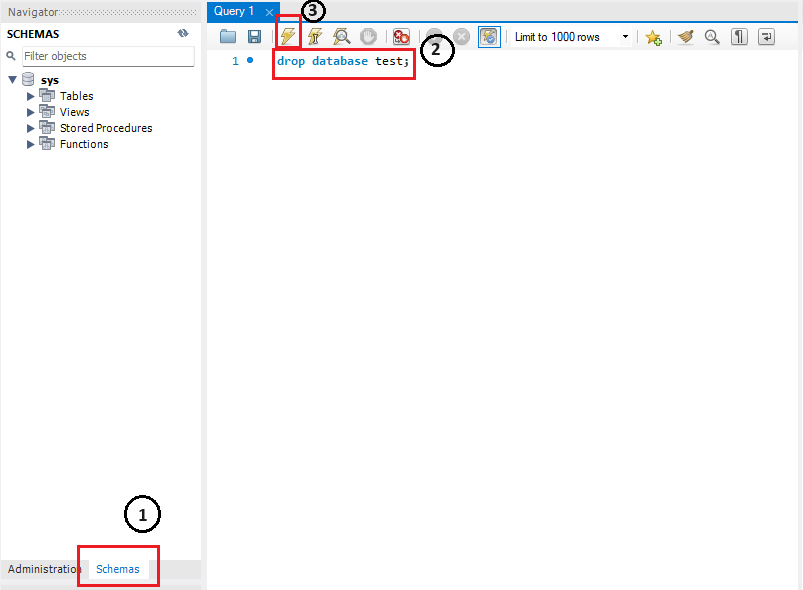 Navigator
Query 1
3
SCHEMAS
Limit to 1000 rows
2
Filter objects
1
drop database test;
sys
Tables
Views
Stored Procedures
Functions
1
Administration
Schemas